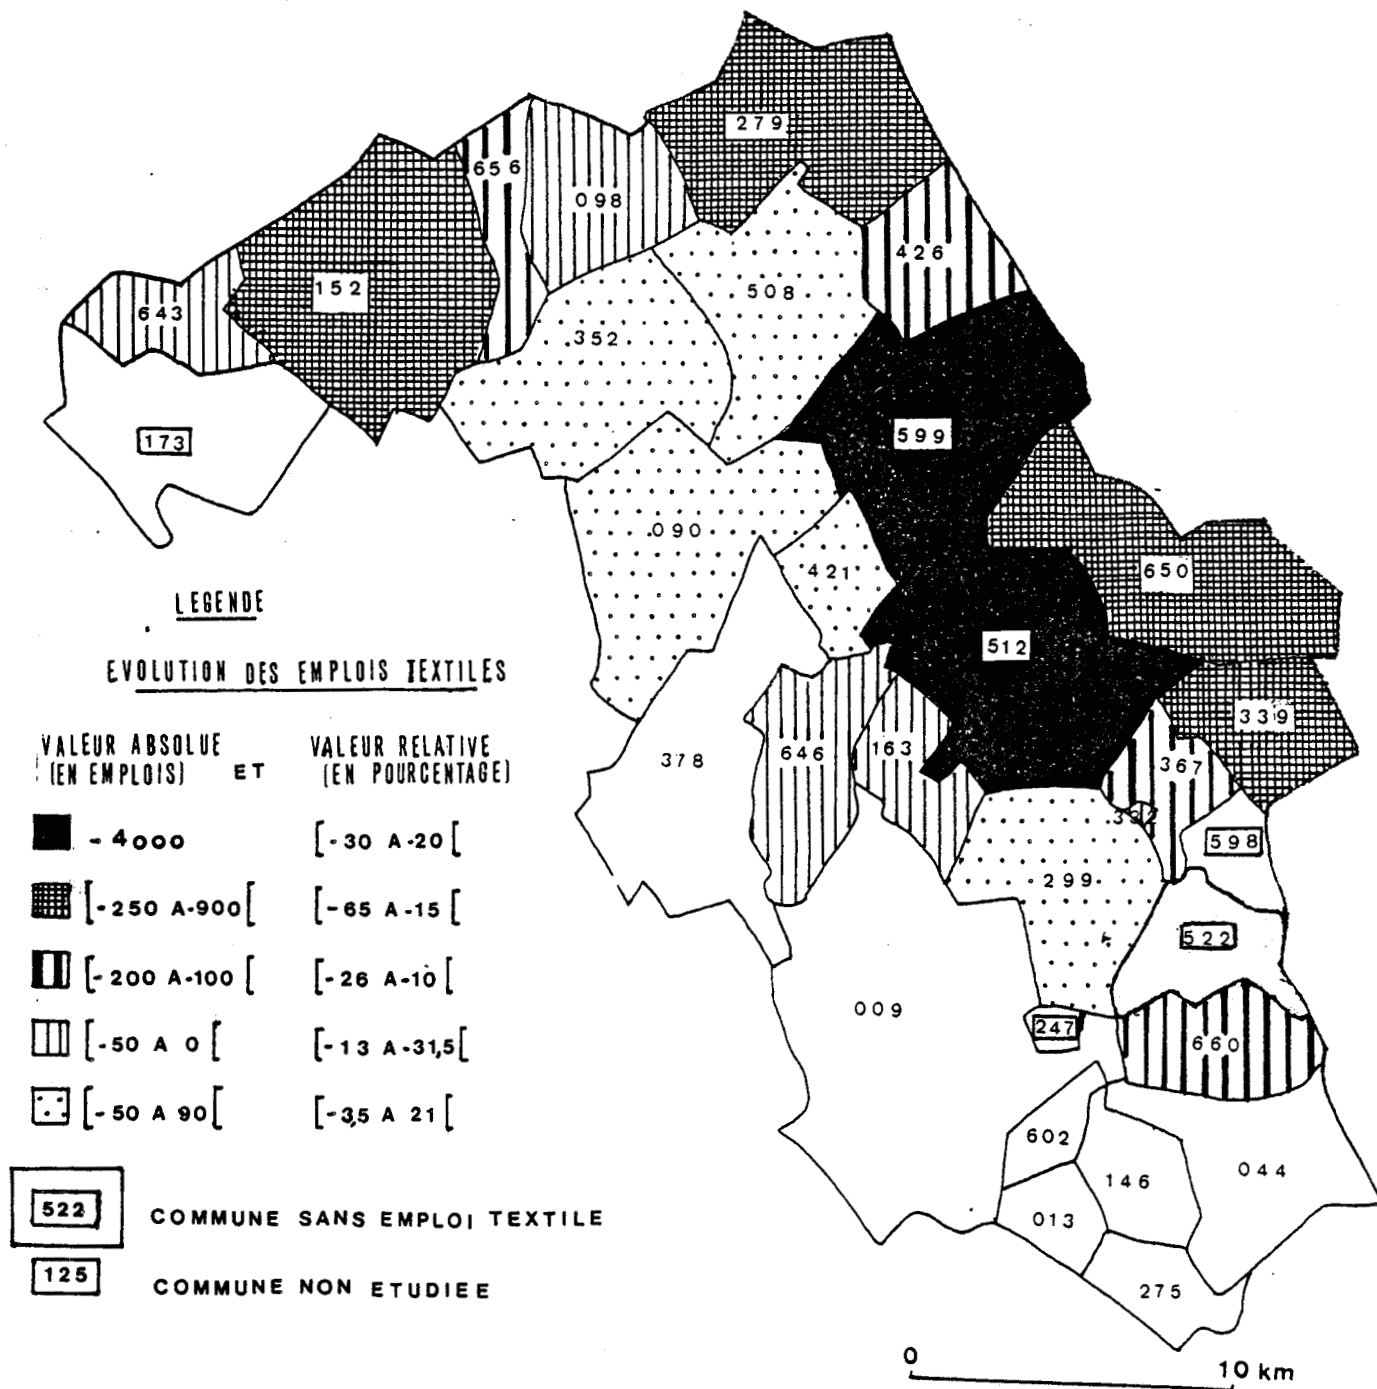 279
656
098
426
152
508
643
352
599
173
090
421
650
512
339
378
646
163
367
332
598
299
522
009
247
660
602
146
044
013
275
0 10 km
LEGENDE
EVOLUTION DES EMPLOIS TEXTILES
VALEUR ABSOLUE (EN EMPLOIS) ET VALEUR RELATIVE (EN POURCENTAGE)
- 4000 [-30 A -20 [
[-250 A -900[ [-65 A -15 [
[-200 A -100 [ [-26 A -10 [
[-50 A 0 [ [-13 A -31,5[
[-50 A 90[ [-3,5 A 21 [
522 COMMUNE SANS EMPLOI TEXTILE
125 COMMUNE NON ETUDIEE